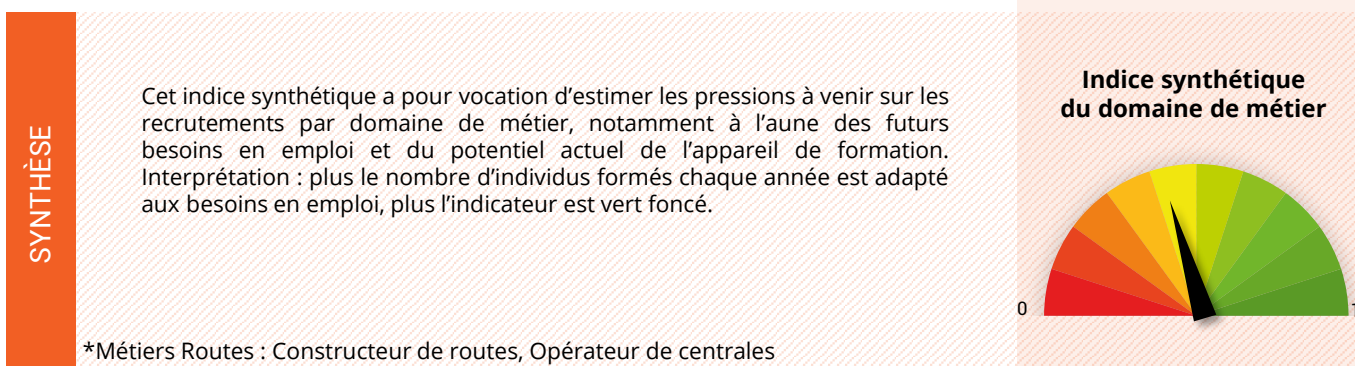 SYNTHÈSE
Cet indice synthétique a pour vocation d’estimer les pressions à venir sur les
recrutements par domaine de métier, notamment à l’aune des futurs
besoins en emploi et du potentiel actuel de l’appareil de formation.
Interprétation : plus le nombre d’individus formés chaque année est adapté
aux besoins en emploi, plus l’indicateur est vert foncé.
*Métiers Routes : Constructeur de routes, Opérateur de centrales
Indice synthétique
du domaine de métier
0